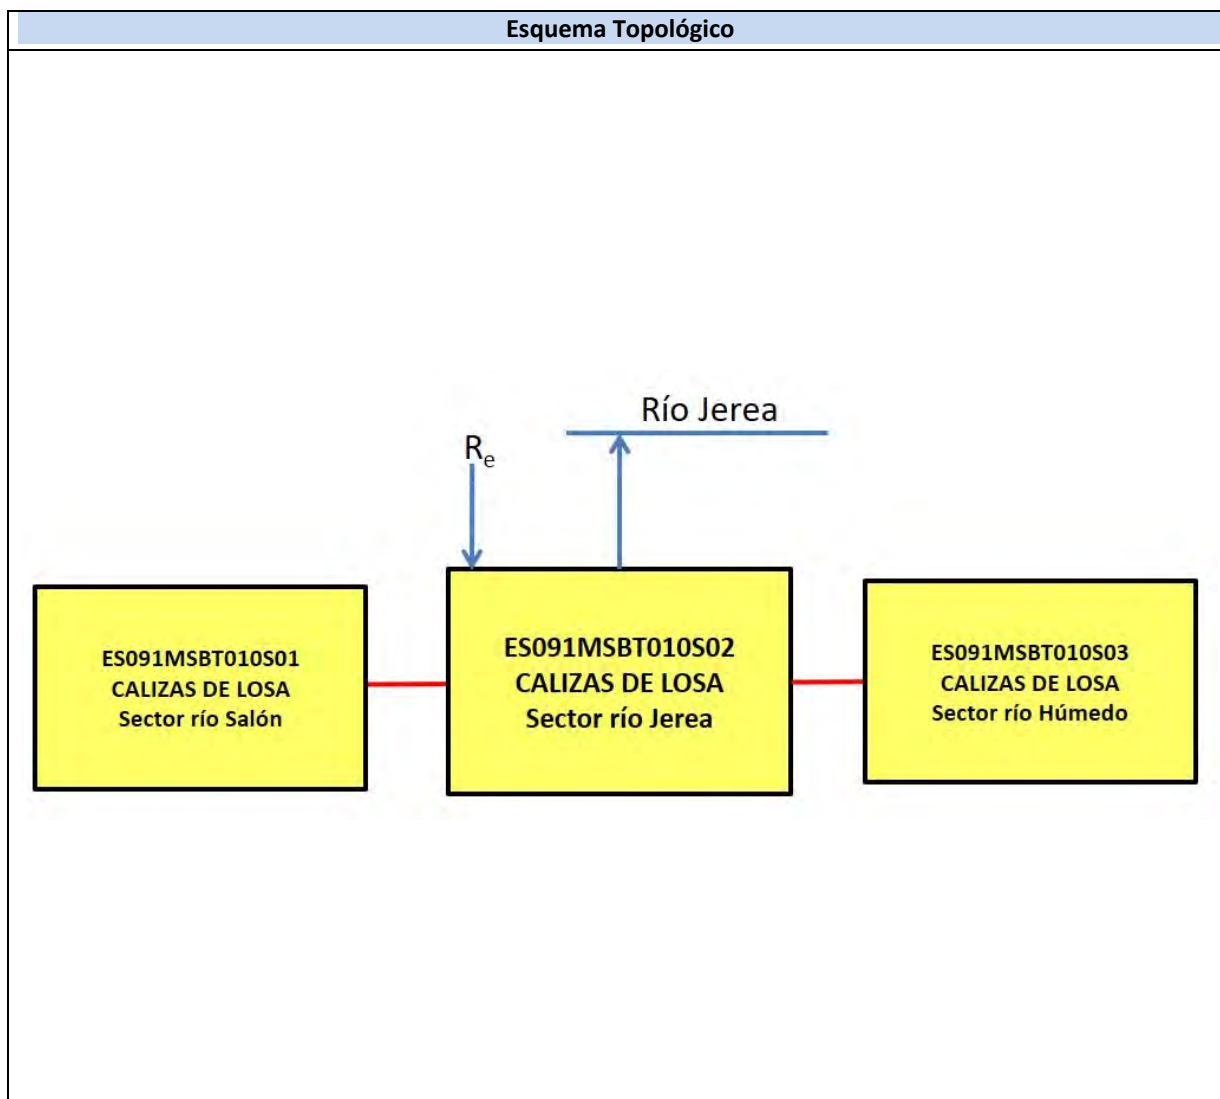 Esquema Topológico
Río Jerea
Re
ES091MSBT010S01
CALIZAS DE LOSA
Sector río Salón
ES091MSBT010S02
CALIZAS DE LOSA
Sector río Jerea
ES091MSBT010S03
CALIZAS DE LOSA
Sector río Húmedo